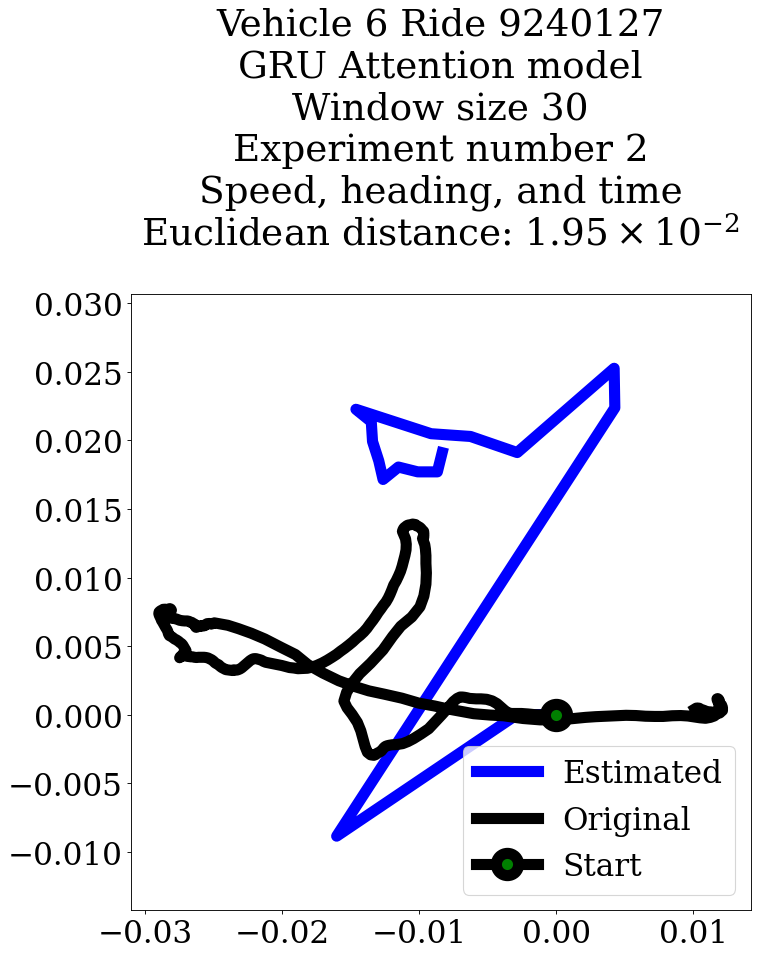 Vehicle 6 Ride 9240127
GRU Attention model
Window size 30
Experiment number 2
Speed, heading, and time
Euclidean distance: 1.95 × 10⁻²
0.030
0.025
0.020
0.015
0.010
0.005
0.000
−0.005
−0.010
Estimated
Original
Start
−0.03 −0.02 −0.01 0.00 0.01